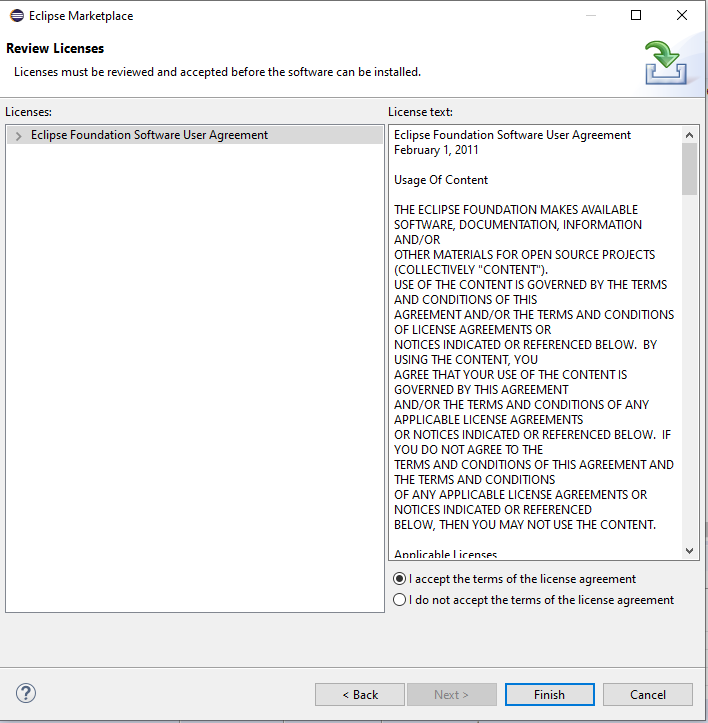 Eclipse Marketplace
Review Licenses
Licenses must be reviewed and accepted before the software can be installed.
Licenses:
Eclipse Foundation Software User Agreement
License text:
Eclipse Foundation Software User Agreement
February 1, 2011
Usage Of Content
THE ECLIPSE FOUNDATION MAKES AVAILABLE
SOFTWARE, DOCUMENTATION, INFORMATION
AND/OR
OTHER MATERIALS FOR OPEN SOURCE PROJECTS
(COLLECTIVELY "CONTENT").
USE OF THE CONTENT IS GOVERNED BY THE TERMS
AND CONDITIONS OF THIS
AGREEMENT AND/OR THE TERMS AND CONDITIONS
OF LICENSE AGREEMENTS OR
NOTICES INDICATED OR REFERENCED BELOW.  BY
USING THE CONTENT, YOU
AGREE THAT YOUR USE OF THE CONTENT IS
GOVERNED BY THIS AGREEMENT
AND/OR THE TERMS AND CONDITIONS OF ANY
APPLICABLE LICENSE AGREEMENTS
OR NOTICES INDICATED OR REFERENCED BELOW.  IF
YOU DO NOT AGREE TO THE
TERMS AND CONDITIONS OF THIS AGREEMENT AND
THE TERMS AND CONDITIONS
OF ANY APPLICABLE LICENSE AGREEMENTS OR
NOTICES INDICATED OR REFERENCED
BELOW, THEN YOU MAY NOT USE THE CONTENT.
Applicable Licenses
I accept the terms of the license agreement
I do not accept the terms of the license agreement
?
< Back
Next >
Finish
Cancel